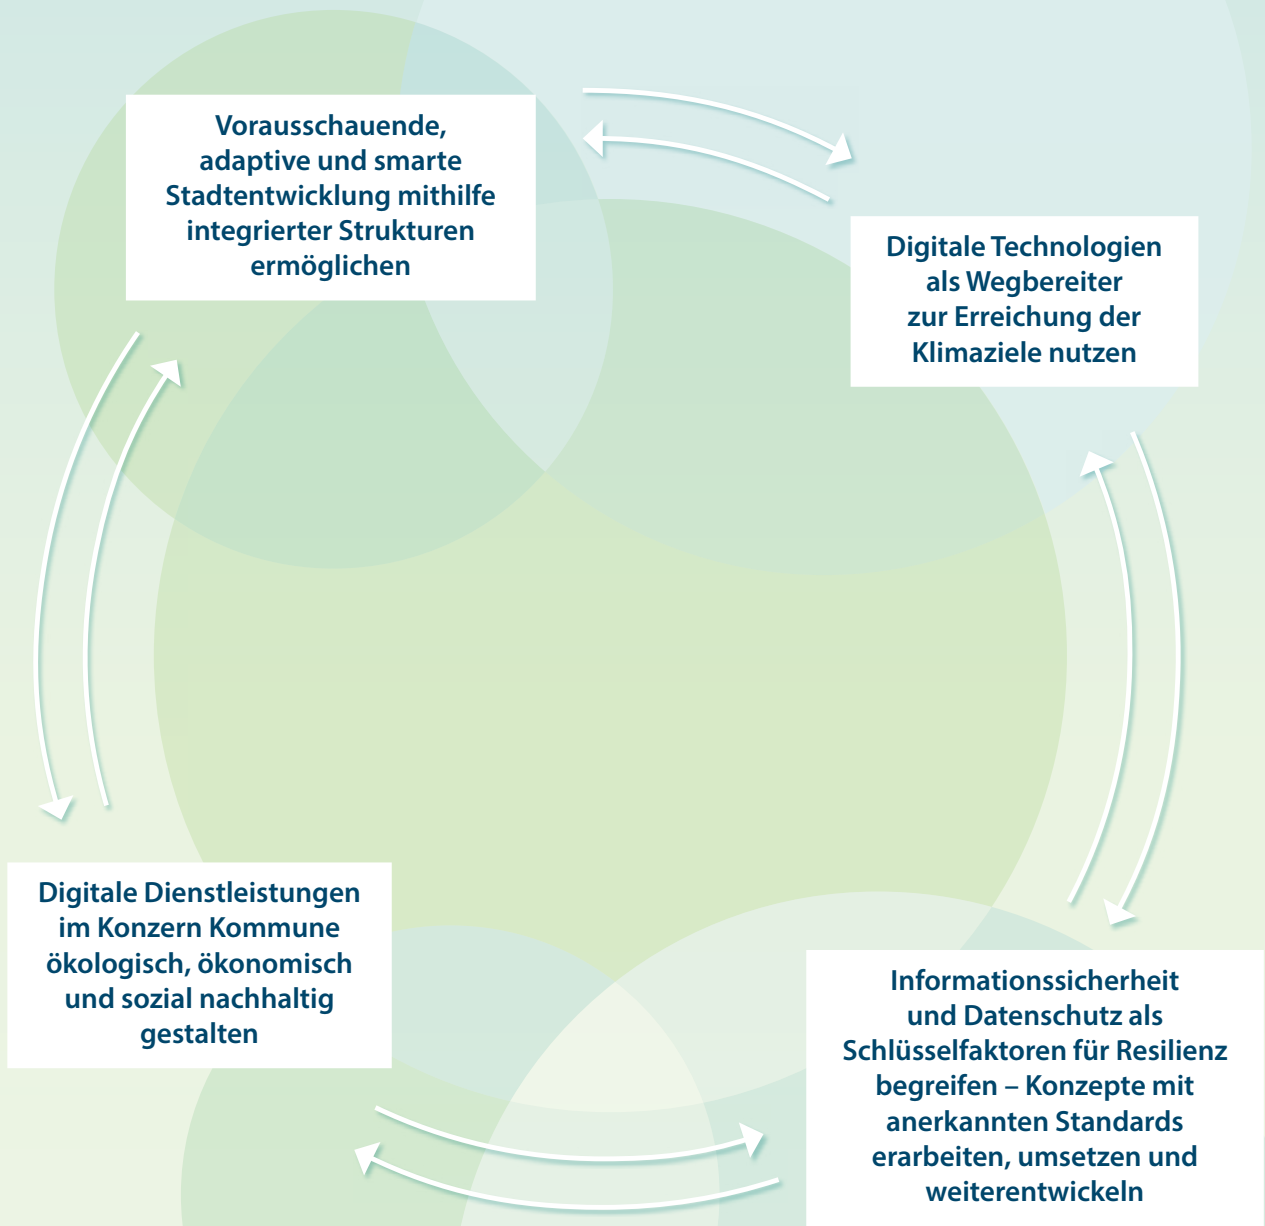 Vorausschauende,
adaptive und smarte
Stadtentwicklung mithilfe
integrierter Strukturen
ermöglichen
Digitale Technologien
als Wegbereiter
zur Erreichung der
Klimaziele nutzen
Digitale Dienstleistungen
im Konzern Kommune
ökologisch, ökonomisch
und sozial nachhaltig
gestalten
Informationssicherheit
und Datenschutz als
Schlüsselfaktoren für Resilienz
begreifen – Konzepte mit
anerkannten Standards
erarbeiten, umsetzen und
weiterentwickeln